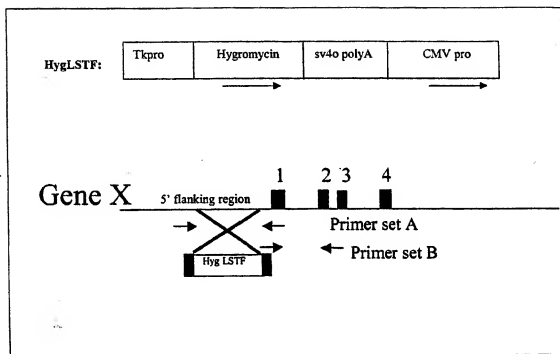 HygLSTF: Tkpro Hygromycin sv4o polyA CMV pro
1 2 3 4
Gene X 5' flanking region
Primer set A
Primer set B
Hyg LSTF